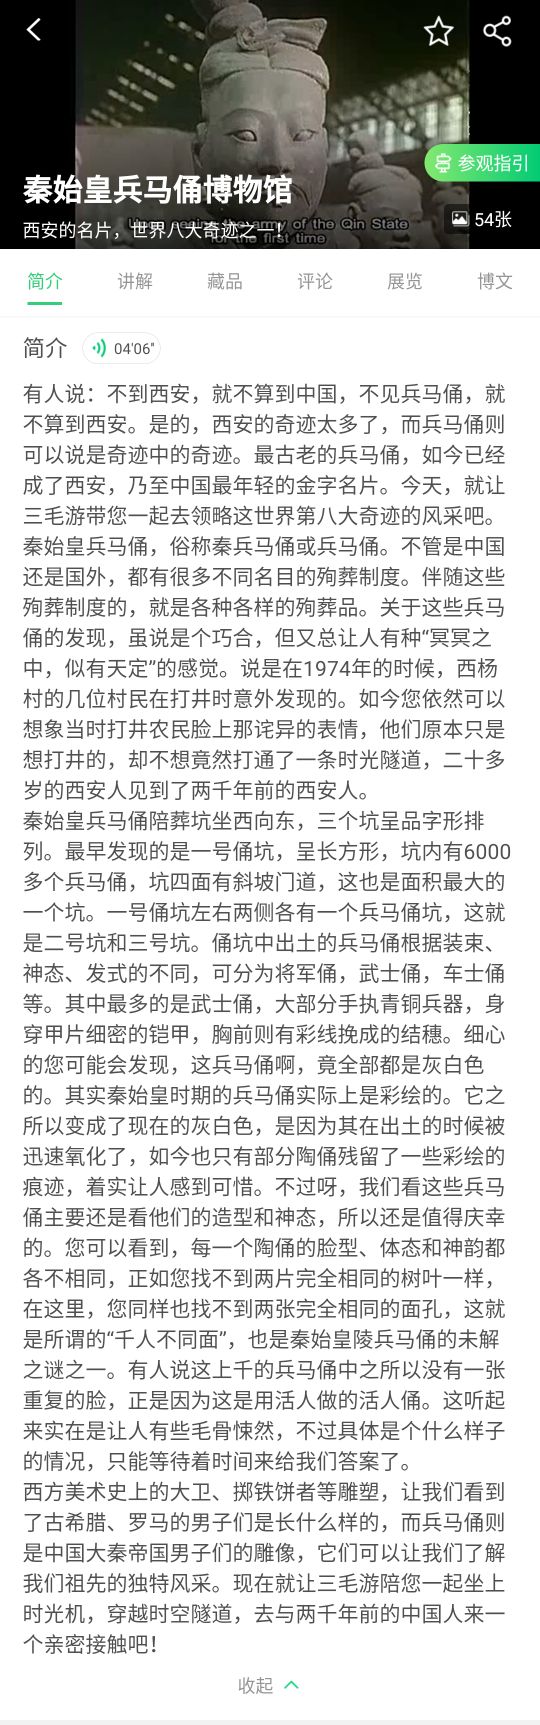 参观指引
秦始皇兵马俑博物馆
西安的名片，世界八大奇迹之一！
54张
Upon seeing the army of the Qin State
for the first time
简介 讲解 藏品 评论 展览 博文
简介 04'06"
有人说：不到西安，就不算到中国，不见兵马俑，就
不算到西安。是的，西安的奇迹太多了，而兵马俑则
可以说是奇迹中的奇迹。最古老的兵马俑，如今已经
成了西安，乃至中国最年轻的金字名片。今天，就让
三毛游带您一起去领略这世界第八大奇迹的风采吧。
秦始皇兵马俑，俗称秦兵马俑或兵马俑。不管是中国
还是国外，都有很多不同名目的殉葬制度。伴随这些
殉葬制度的，就是各种各样的殉葬品。关于这些兵马
俑的发现，虽说是个巧合，但又总让人有种“冥冥之
中，似有天定”的感觉。说是在1974年的时候，西杨
村的几位村民在打井时意外发现的。如今您依然可以
想象当时打井农民脸上那诧异的表情，他们原本只是
想打井的，却不想竟然打通了一条时光隧道，二十多
岁的西安人见到了两千年前的西安人。
秦始皇兵马俑陪葬坑坐西向东，三个坑呈品字形排
列。最早发现的是一号俑坑，呈长方形，坑内有6000
多个兵马俑，坑四面有斜坡门道，这也是面积最大的
一个坑。一号俑坑左右两侧各有一个兵马俑坑，这就
是二号坑和三号坑。俑坑中出土的兵马俑根据装束、
神态、发式的不同，可分为将军俑，武士俑，车士俑
等。其中最多的是武士俑，大部分手执青铜兵器，身
穿甲片细密的铠甲，胸前则有彩线挽成的结穗。细心
的您可能会发现，这兵马俑啊，竟全部都是灰白色
的。其实秦始皇时期的兵马俑实际上是彩绘的。它之
所以变成了现在的灰白色，是因为其在出土的时候被
迅速氧化了，如今也只有部分陶俑残留了一些彩绘的
痕迹，着实让人感到可惜。不过呀，我们看这些兵马
俑主要还是看他们的造型和神态，所以还是值得庆幸
的。您可以看到，每一个陶俑的脸型、体态和神韵都
各不相同，正如您找不到两片完全相同的树叶一样，
在这里，您同样也找不到两张完全相同的面孔，这就
是所谓的“千人不同面”，也是秦始皇陵兵马俑的未解
之谜之一。有人说这上千的兵马俑中之所以没有一张
重复的脸，正是因为这是用活人做的活人俑。这听起
来实在是让人有些毛骨悚然，不过具体是个什么样子
的情况，只能等待着时间来给我们答案了。
西方美术史上的大卫、掷铁饼者等雕塑，让我们看到
了古希腊、罗马的男子们是长什么样的，而兵马俑则
是中国大秦帝国男子们的雕像，它们可以让我们了解
我们祖先的独特风采。现在就让三毛游陪您一起坐上
时光机，穿越时空隧道，去与两千年前的中国人来一
个亲密接触吧！
收起